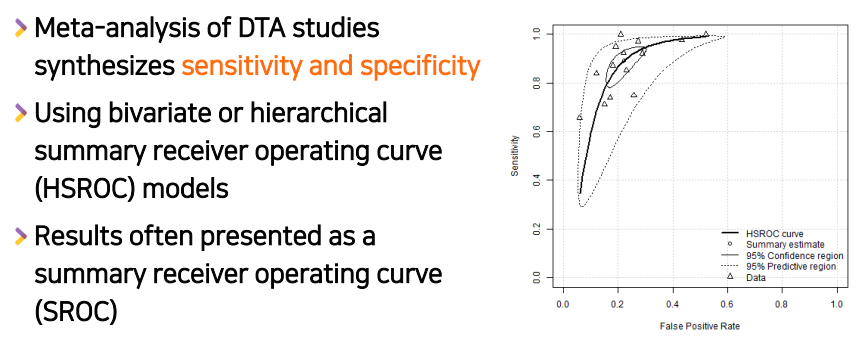 Meta-analysis of DTA studies
synthesizes sensitivity and specificity
Using bivariate or hierarchical
summary receiver operating curve
(HSROC) models
Results often presented as a
summary receiver operating curve
(SROC)
Sensitivity
1.0
0.8
0.6
0.4
0.2
0.0
HSROC curve
Summary estimate
95% Confidence region
95% Predictive region
Data
0.0 0.2 0.4 0.6 0.8 1.0
False Positive Rate